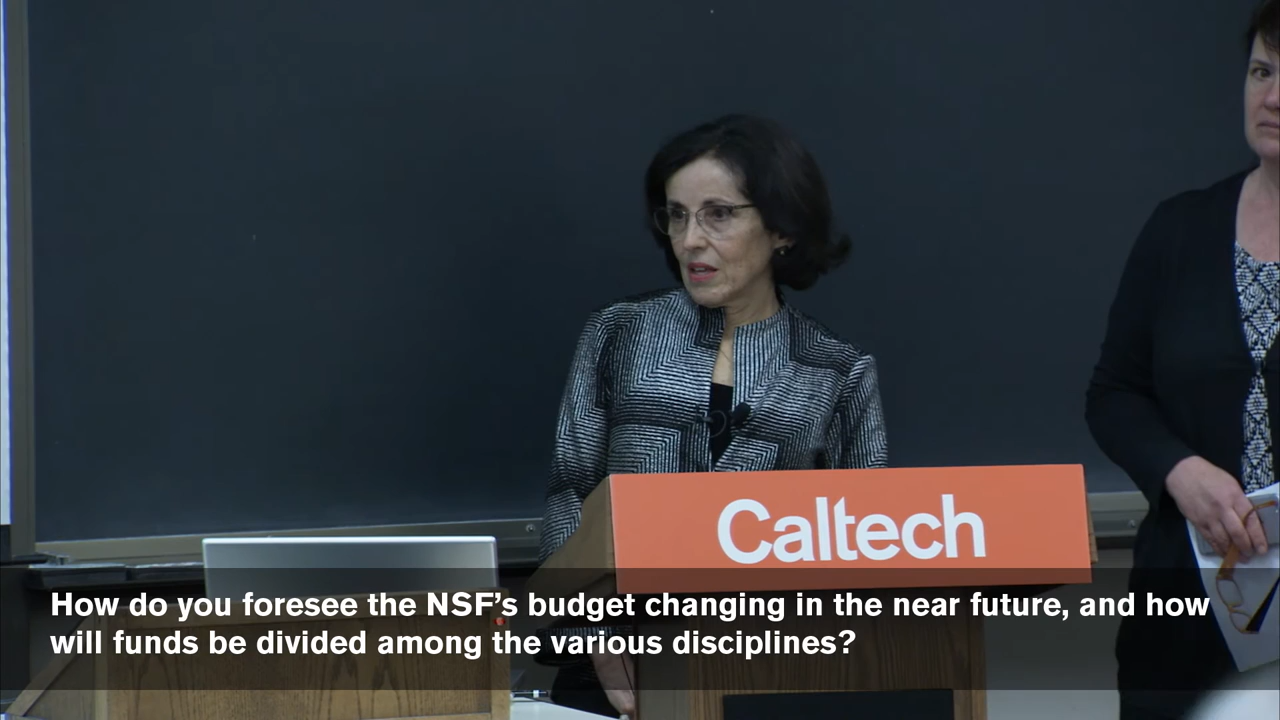 Caltech
How do you foresee the NSF’s budget changing in the near future, and how
will funds be divided among the various disciplines?